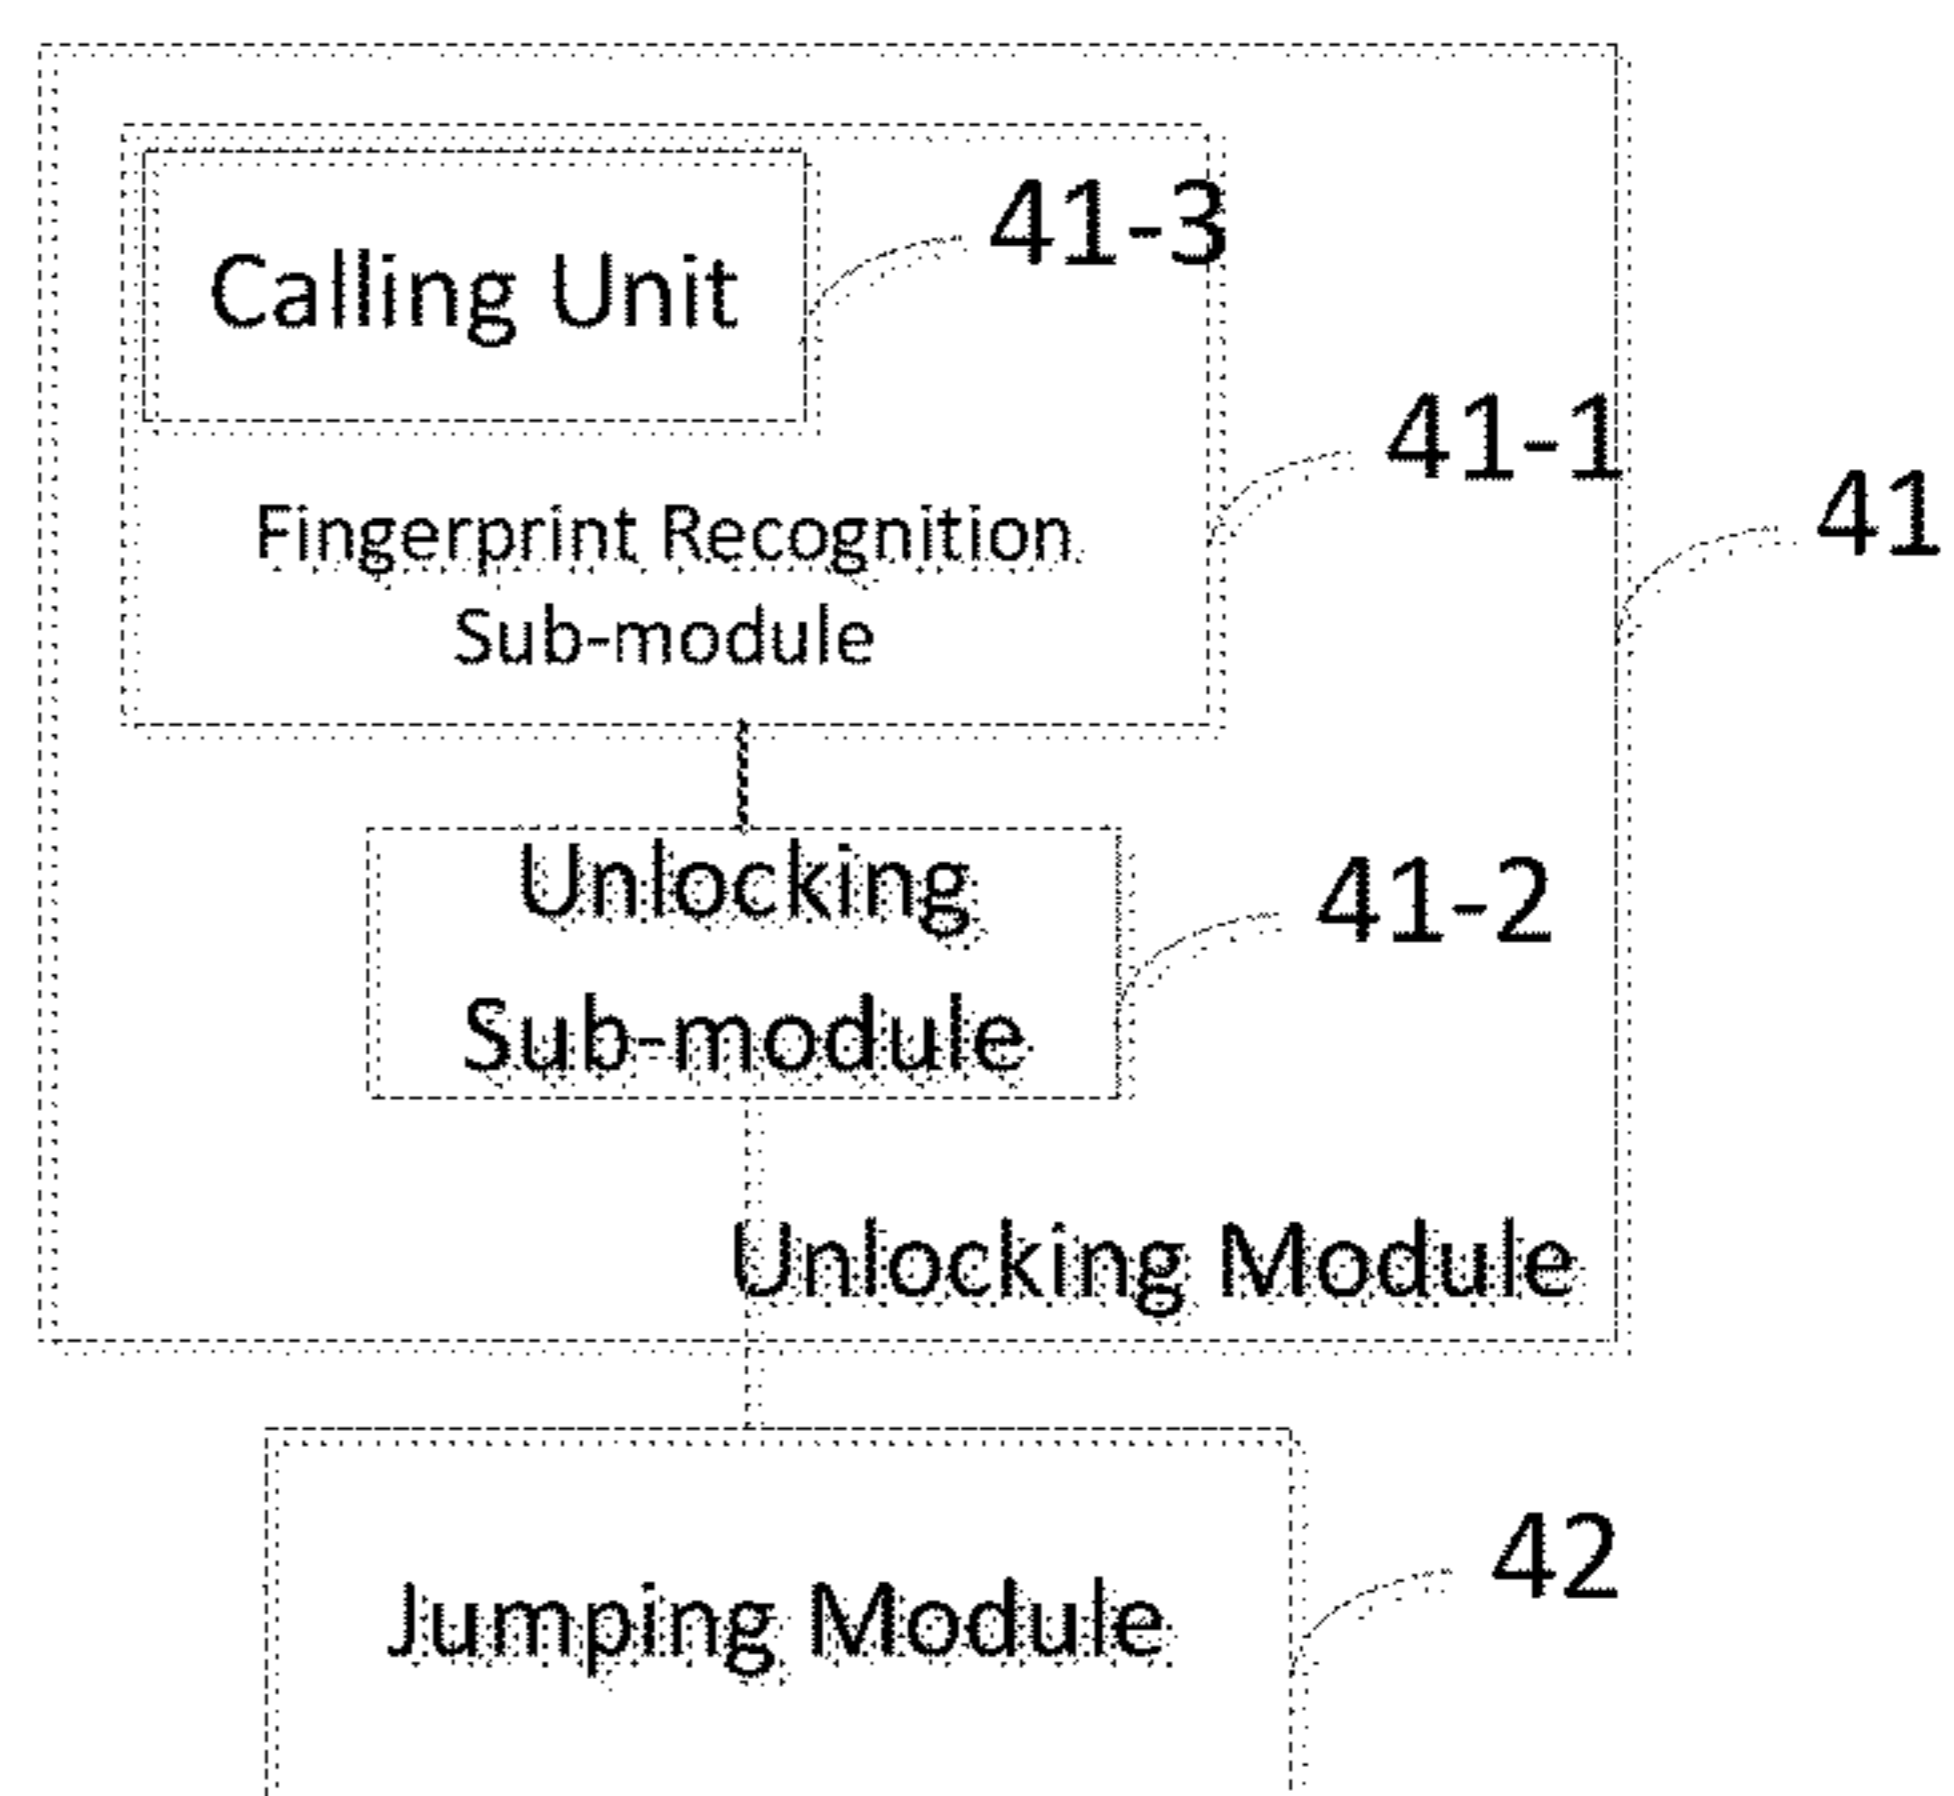 41-3
Calling Unit
41-1
41
Fingerprint Recognition
Sub-module
Unlocking
41-2
Sub-module
Unlocking Module
42
Jumping Module